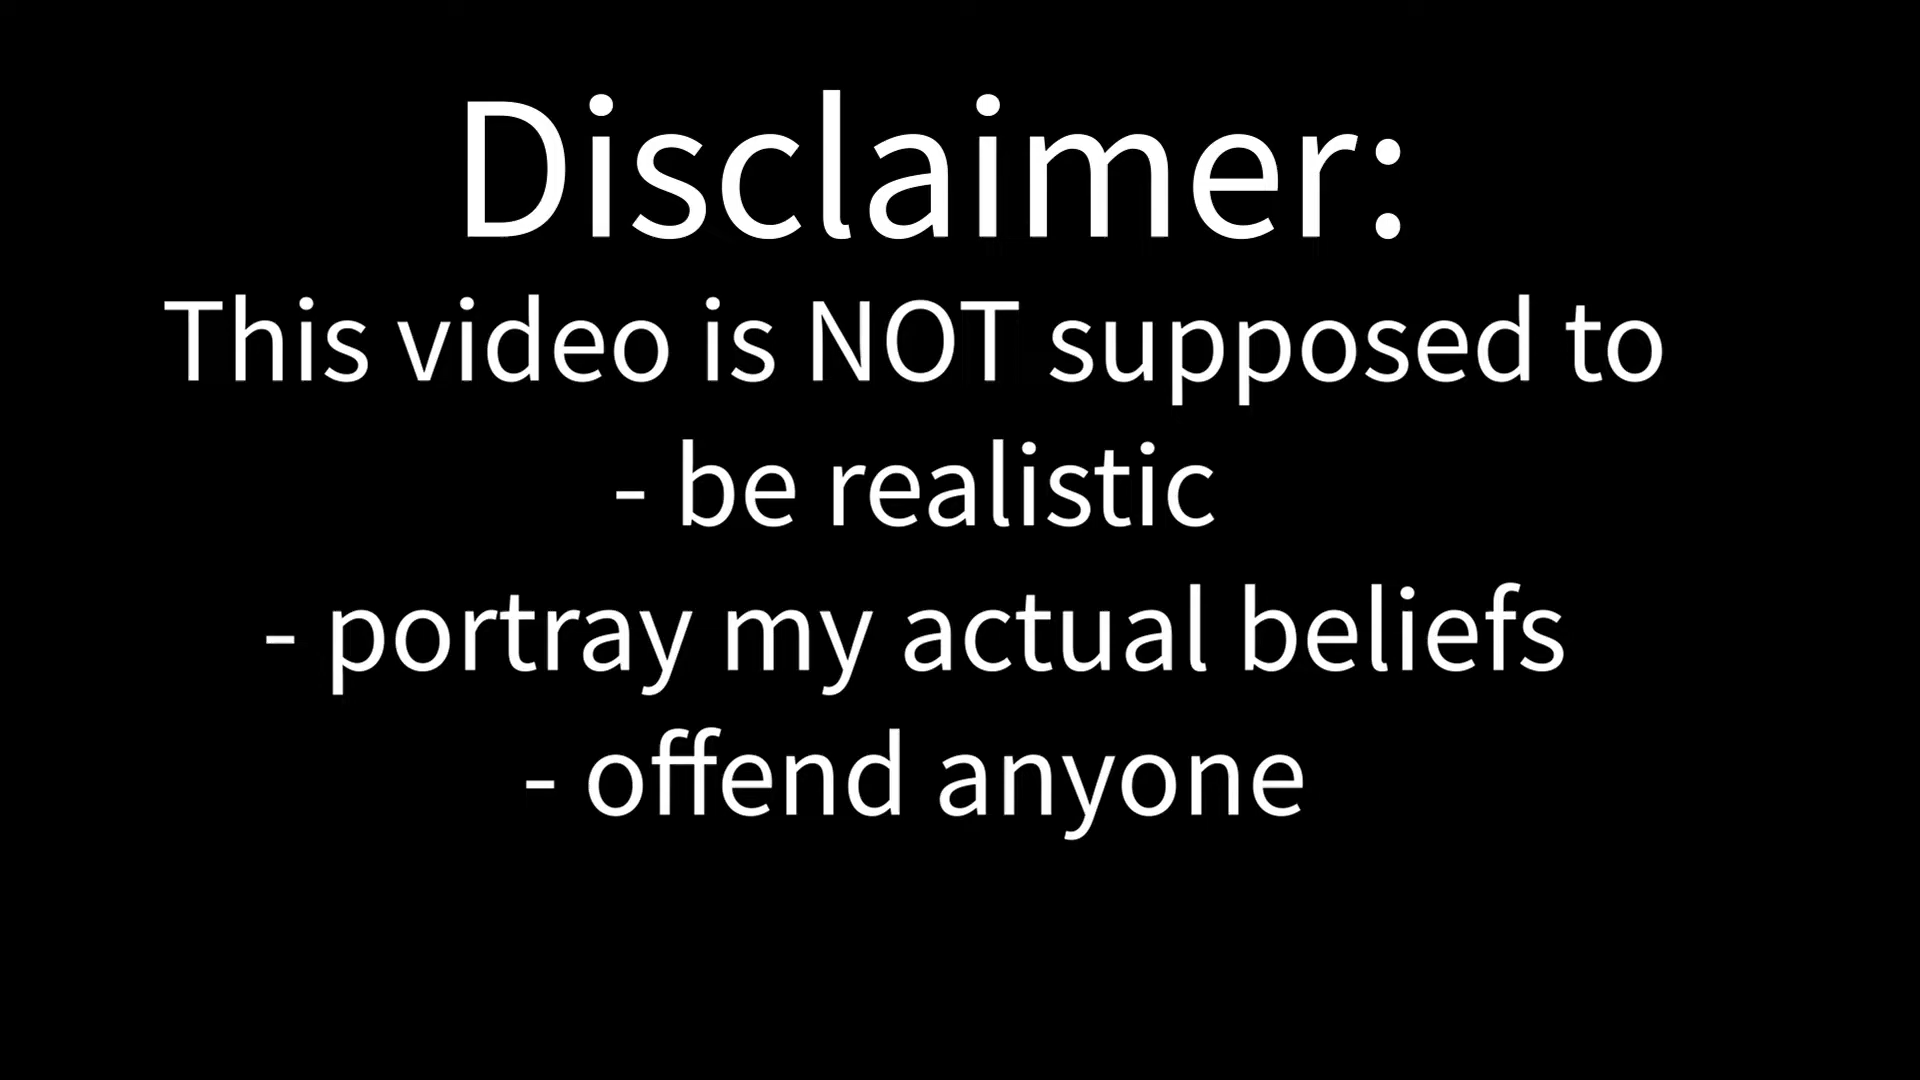 Disclaimer:
This video is NOT supposed to
- be realistic
- portray my actual beliefs
- offend anyone